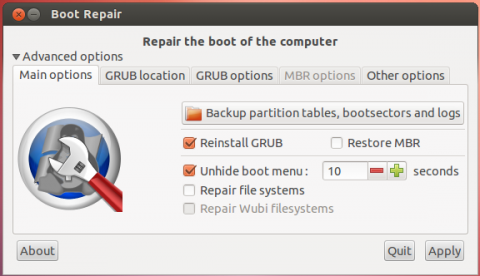 Boot Repair
Repair the boot of the computer
Advanced options
Main options GRUB location GRUB options MBR options Other options
Backup partition tables, bootsectors and logs
Reinstall GRUB Restore MBR
Unhide boot menu : 10 seconds
Repair file systems
Repair Wubi filesystems
About Quit Apply